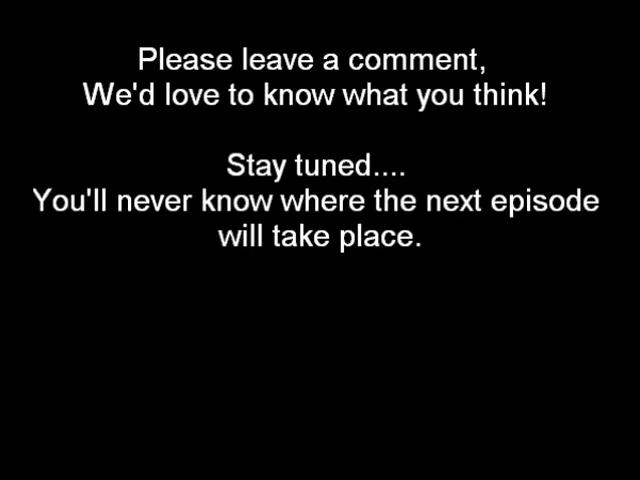 Please leave a comment,
We'd love to know what you think!
Stay tuned....
You'll never know where the next episode
will take place.